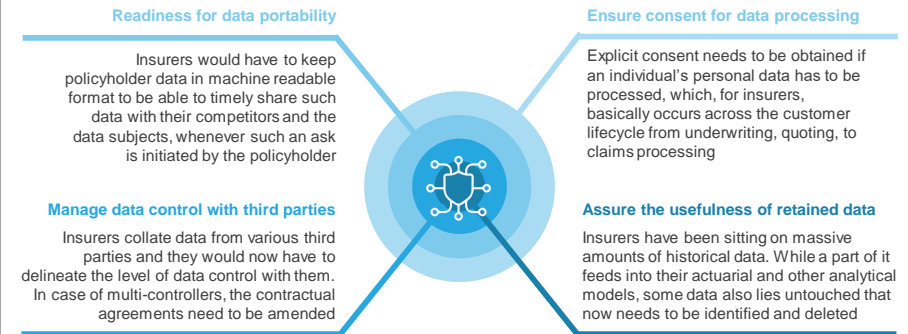 Readiness for data portability
Insurers would have to keep
policyholder data in machine readable
format to be able to timely share such
data with their competitors and the
data subjects, whenever such an ask
is initiated by the policyholder
Ensure consent for data processing
Explicit consent needs to be obtained if
an individual's personal data has to be
processed, which, for insurers,
basically occurs across the customer
lifecycle from underwriting, quoting, to
claims processing
Manage data control with third parties
Insurers collate data from various third
parties and they would now have to
delineate the level of data control with them.
In case of multi-controllers, the contractual
agreements need to be amended
Assure the usefulness of retained data
Insurers have been sitting on massive
amounts of historical data. While a part of it
feeds into their actuarial and other analytical
models, some data also lies untouched that
now needs to be identified and deleted